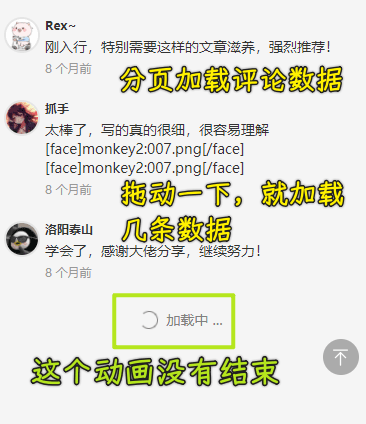 Rex~
刚入行，特别需要这样的文章滋养，强烈推荐！
8 个月前
分页加载评论数据
抓手
太棒了，写的真的很细，很容易理解
[face]monkey2:007.png[/face]
[face]monkey2:007.png[/face]
8 个月前
拖动一下，就加载
几条数据
洛阳泰山
学会了，感谢大佬分享，继续努力！
8 个月前
加载中 ...
这个动画没有结束